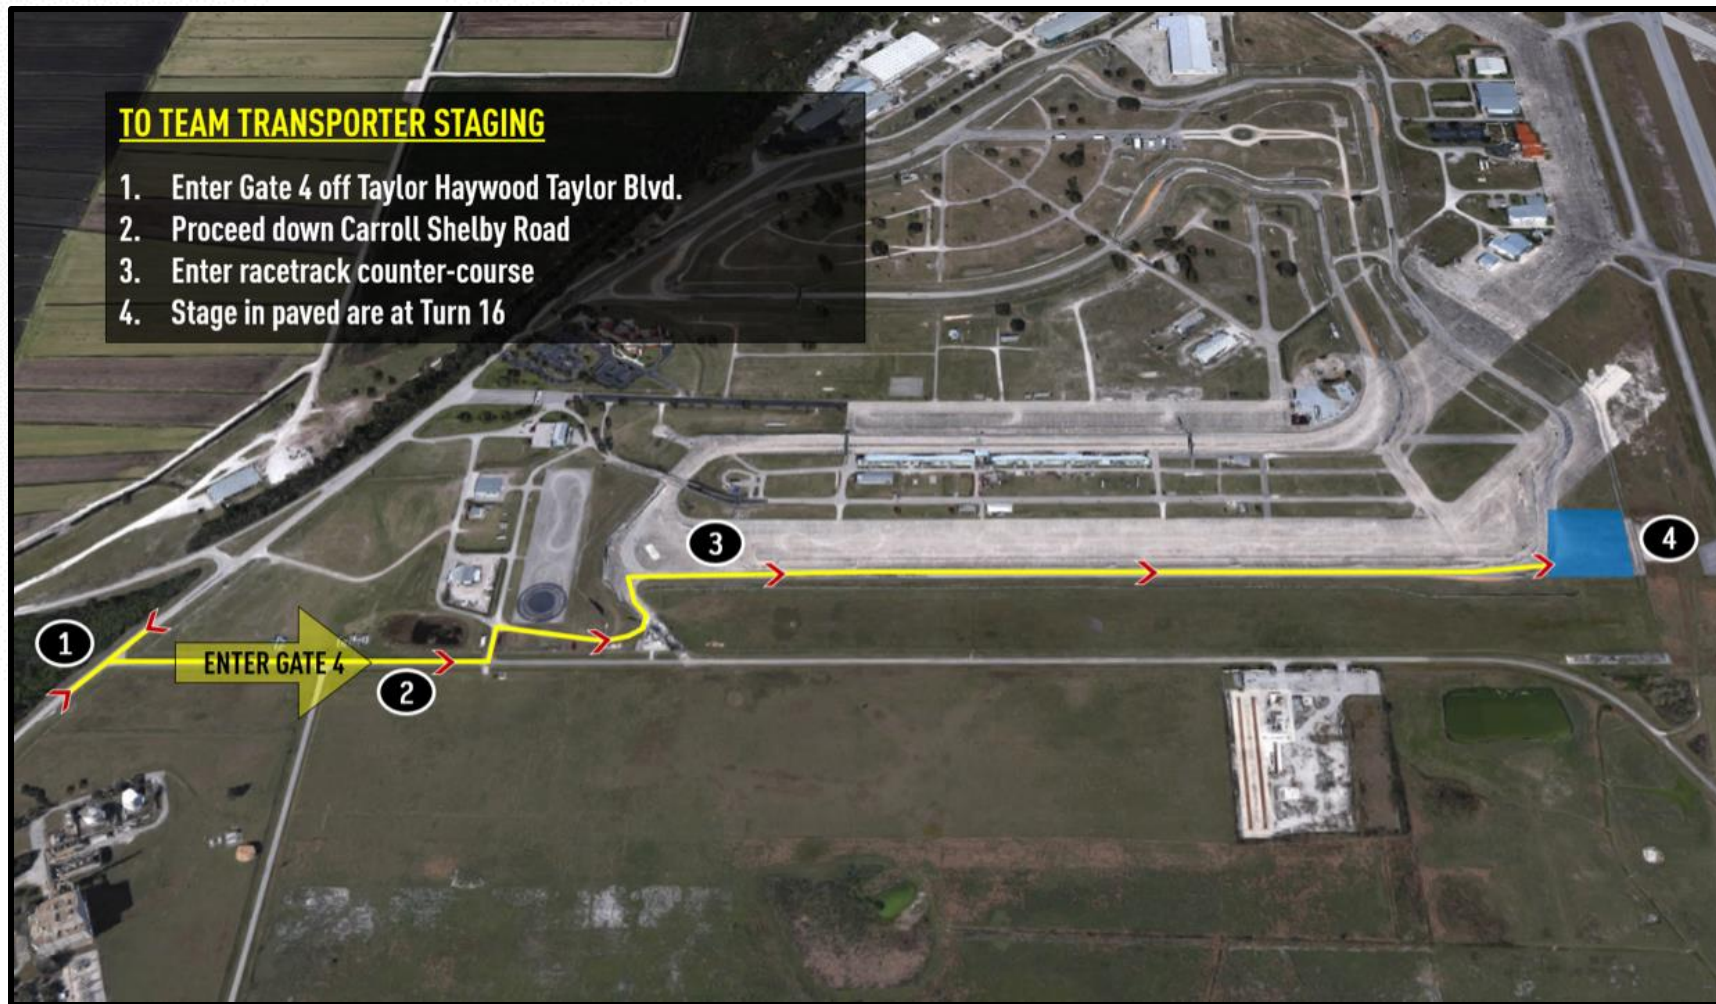 TO TEAM TRANSPORTER STAGING
1. Enter Gate 4 off Taylor Haywood Taylor Blvd.
2. Proceed down Carroll Shelby Road
3. Enter racetrack counter-course
4. Stage in paved are at Turn 16
3
4
1
ENTER GATE 4
2